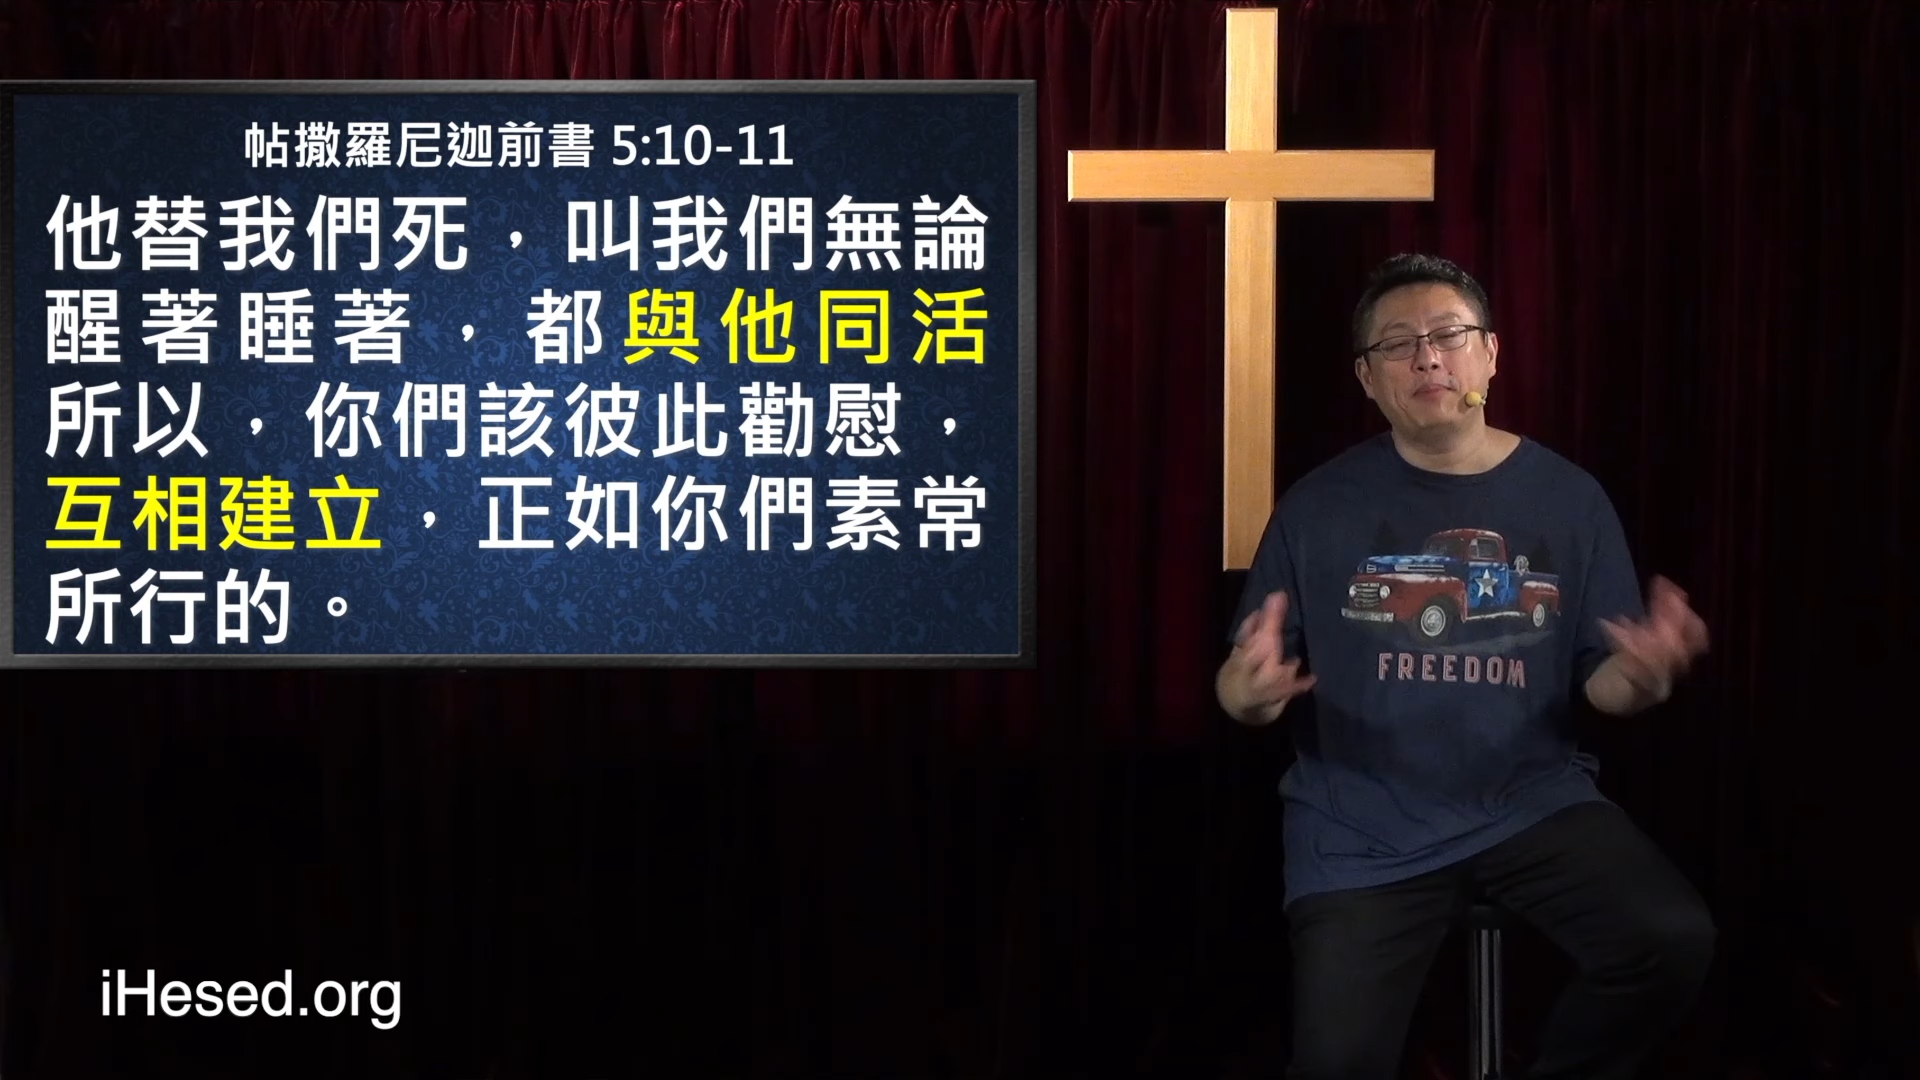 帖撒羅尼迦前書 5:10-11
他替我們死，叫我們無論
醒著睡著，都與他同活
所以，你們該彼此勸慰，
互相建立，正如你們素常
所行的。
FREEDOM
iHesed.org